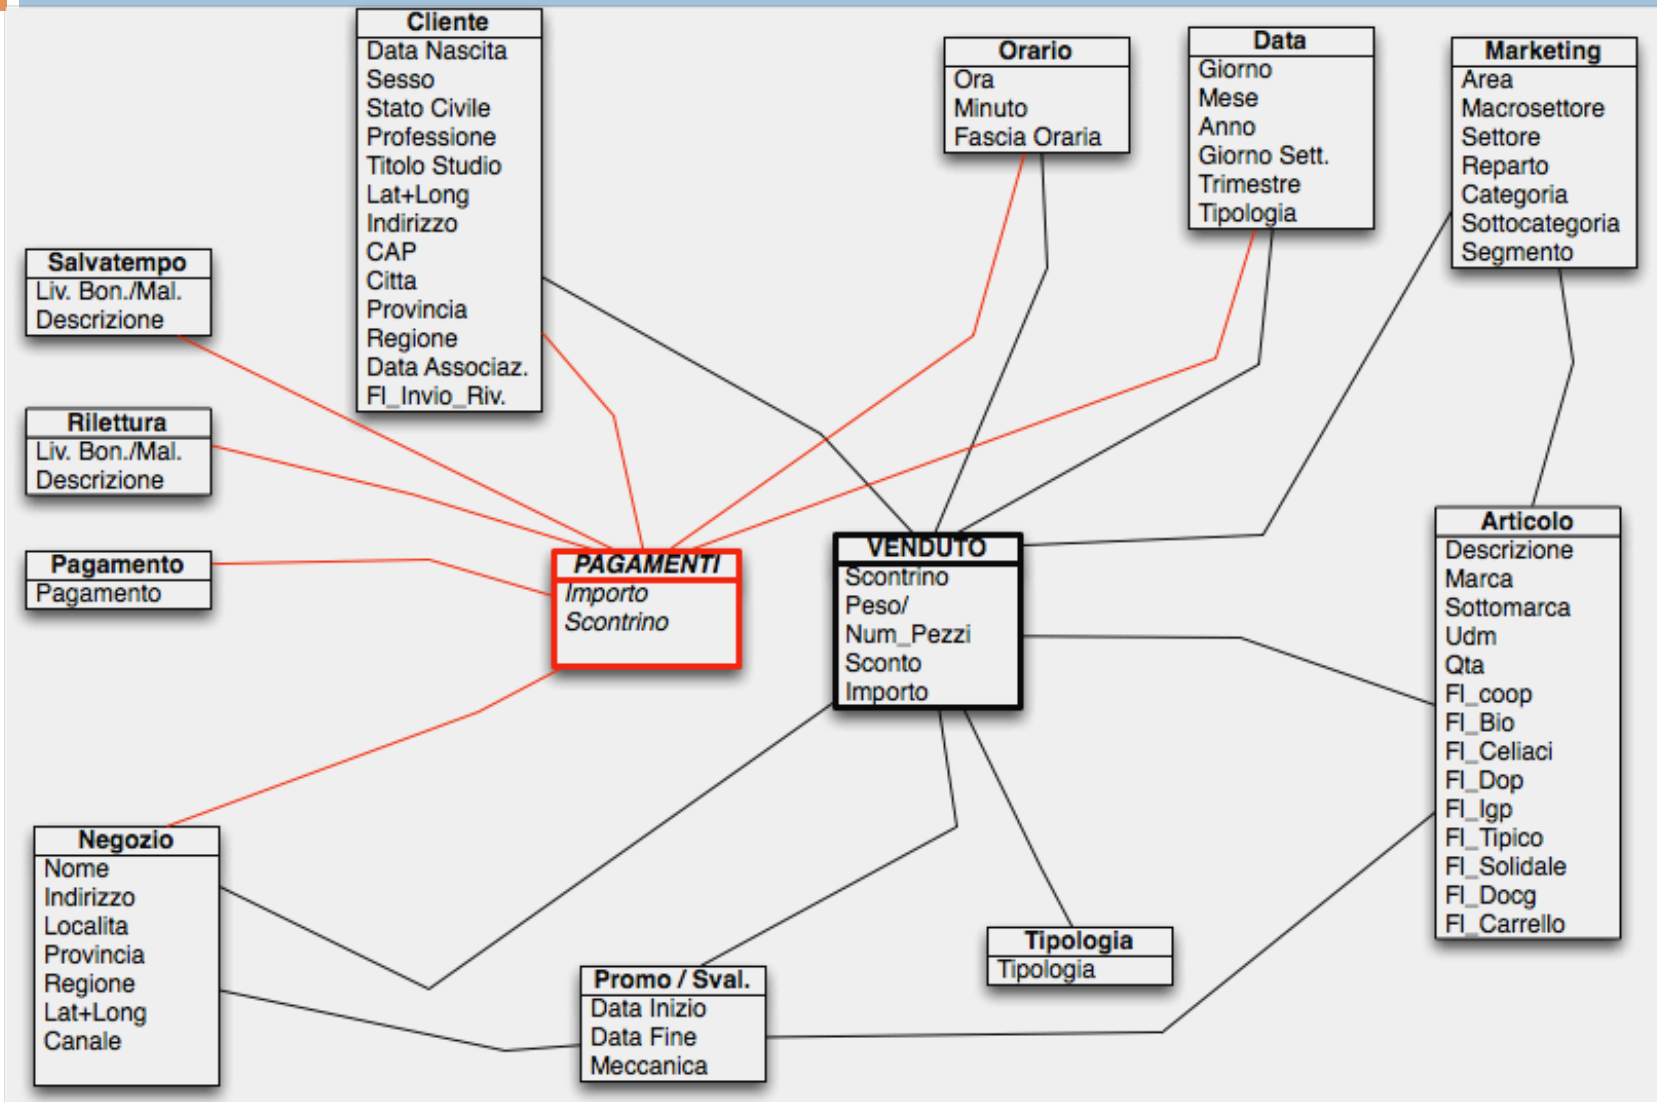 Cliente
Data Nascita
Sesso
Stato Civile
Professione
Titolo Studio
Lat+Long
Indirizzo
CAP
Citta
Provincia
Regione
Data Associaz.
Fl_Invio_Riv.
Orario
Ora
Minuto
Fascia Oraria
Data
Giorno
Mese
Anno
Giorno Sett.
Trimestre
Tipologia
Marketing
Area
Macrosettore
Settore
Reparto
Categoria
Sottocategoria
Segmento
Salvatempo
Liv. Bon./Mal.
Descrizione
Rilettura
Liv. Bon./Mal.
Descrizione
Pagamento
Pagamento
PAGAMENTI
Importo
Scontrino
VENDUTO
Scontrino
Peso/
Num_Pezzi
Sconto
Importo
Articolo
Descrizione
Marca
Sottomarca
Udm
Qta
Fl_coop
Fl_Bio
Fl_Celiaci
Fl_Dop
Fl_Igp
Fl_Tipico
Fl_Solidale
Fl_Docg
Fl_Carrello
Negozio
Nome
Indirizzo
Localita
Provincia
Regione
Lat+Long
Canale
Promo / Sval.
Data Inizio
Data Fine
Meccanica
Tipologia
Tipologia